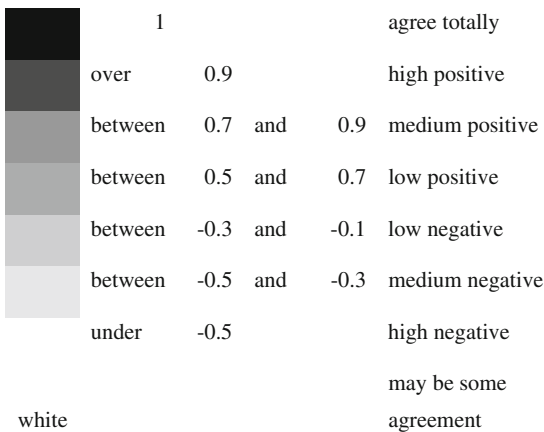 1 agree totally
over 0.9 high positive
between 0.7 and 0.9 medium positive
between 0.5 and 0.7 low positive
between -0.3 and -0.1 low negative
between -0.5 and -0.3 medium negative
under -0.5 high negative
may be some
white agreement